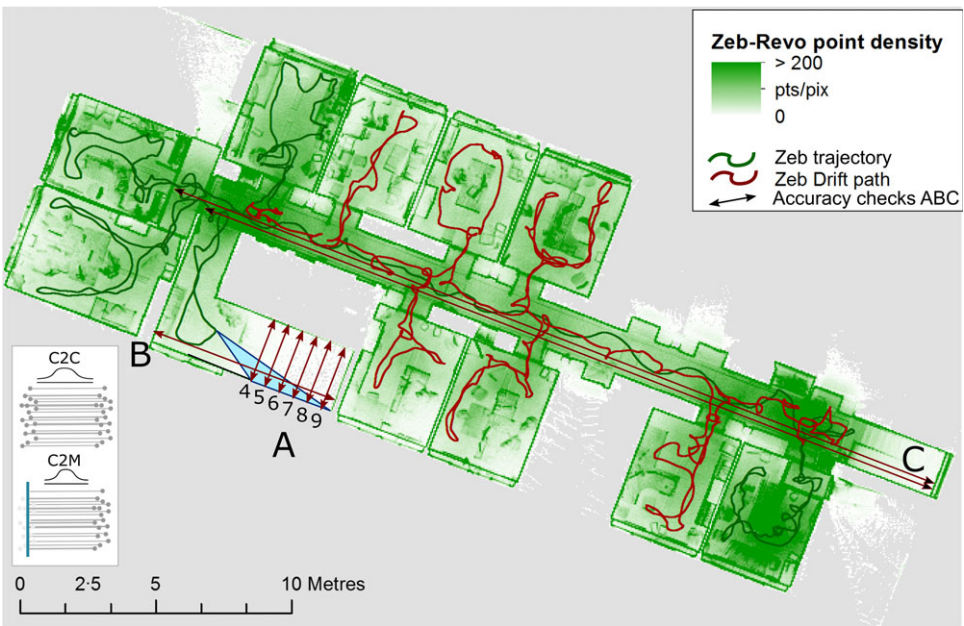 Zeb-Revo point density
> 200
pts/pix
0
Zeb trajectory
Zeb Drift path
Accuracy checks ABC
B
C2C
4 5 6 7 8 9
A
C
C2M
0 2·5 5 10 Metres